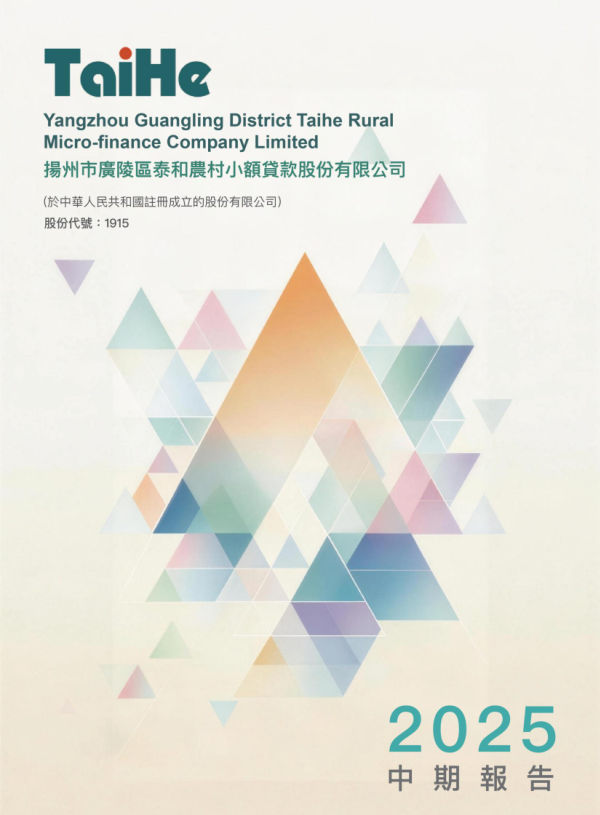 TaiHe
Yangzhou Guangling District Taihe Rural
Micro-finance Company Limited
揚州市廣陵區泰和農村小額貸款股份有限公司
(於中華人民共和國註冊成立的股份有限公司)
股份代號：1915
2025
中期報告